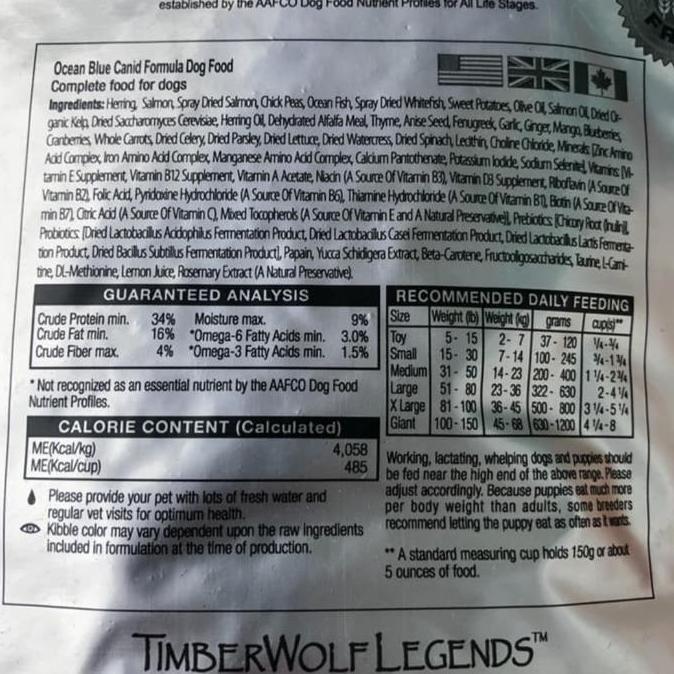 established by the AAFCO Dog Food Nutrient Profiles for All Life Stages.
Ocean Blue Canid Formula Dog Food
Complete food for dogs
Ingredients: Herring, Salmon, Spray Dried Salmon, Chick Peas, Ocean Fish, Spray Dried Whitefish, Sweet Potatoes, Olive Oil, Salmon Oil, Dried Or-
ganic Kelp, Dried Saccharomyces Cerevisiae, Herring Oil, Dehydrated Alfalfa Meal, Thyme, Anise Seed, Fenugreek, Garlic, Ginger, Mango, Blueberries,
Cranberries, Whole Carrots, Dried Celery, Dried Parsley, Dried Lettuce, Dried Watercress, Dried Spinach, Lecithin, Choline Chloride, Minerals [Zinc Amino
Acid Complex, Iron Amino Acid Complex, Manganese Amino Acid Complex, Calcium Pantothenate, Potassium Iodide, Sodium Selenite], Vitamins [Vi-
tamin E Supplement, Vitamin B12 Supplement, Vitamin A Acetate, Niacin (A Source Of Vitamin B3), Vitamin D3 Supplement, Riboflavin (A Source Of
Vitamin B2), Folic Acid, Pyridoxine Hydrochloride (A Source Of Vitamin B6), Thiamine Hydrochloride (A Source Of Vitamin B1), Biotin (A Source Of Vita-
min B7), Citric Acid (A Source Of Vitamin C), Mixed Tocopherols (A Source Of Vitamin E and A Natural Preservative)], Prebiotics [Chicory Root (Inulin)],
Probiotics [Dried Lactobacillus Acidophilus Fermentation Product, Dried Lactobacillus Casei Fermentation Product, Dried Lactobacillus Lactis Fermenta-
tion Product, Dried Bacillus Subtillus Fermentation Product], Papain, Yucca Schidigera Extract, Beta-Carotene, Fructooligosaccharides, Taurine, L-Carni-
tine, DL-Methionine, Lemon Juice, Rosemary Extract (A Natural Preservative).
GUARANTEED ANALYSIS
Crude Protein min. 34% Moisture max. 9%
Crude Fat min. 16% *Omega-6 Fatty Acids min. 3.0%
Crude Fiber max. 4% *Omega-3 Fatty Acids min. 1.5%
* Not recognized as an essential nutrient by the AAFCO Dog Food
Nutrient Profiles.
CALORIE CONTENT (Calculated)
ME(Kcal/kg) 4,058
ME(Kcal/cup) 485
Please provide your pet with lots of fresh water and
regular vet visits for optimum health.
Kibble color may vary dependent upon the raw ingredients
included in formulation at the time of production.
RECOMMENDED DAILY FEEDING
Size Weight (lb) Weight (kg) grams cup(s)**
Toy 5- 15 2- 7 37- 120 ¼-¾
Small 15- 30 7-14 100- 245 ¾-1¾
Medium 31- 50 14-23 200- 400 1¼-2¾
Large 51- 80 23-36 322- 630 2-4¼
X Large 81-100 36-45 500- 800 3¼-5¼
Giant 100-150 45-68 630-1200 4¼-8
Working, lactating, whelping dogs and puppies should
be fed near the high end of the above range. Please
adjust accordingly. Because puppies eat much more
per body weight than adults, some breeders
recommend letting the puppy eat as often as it wants.
** A standard measuring cup holds 150g or about
5 ounces of food.
TIMBERWOLF LEGENDS™